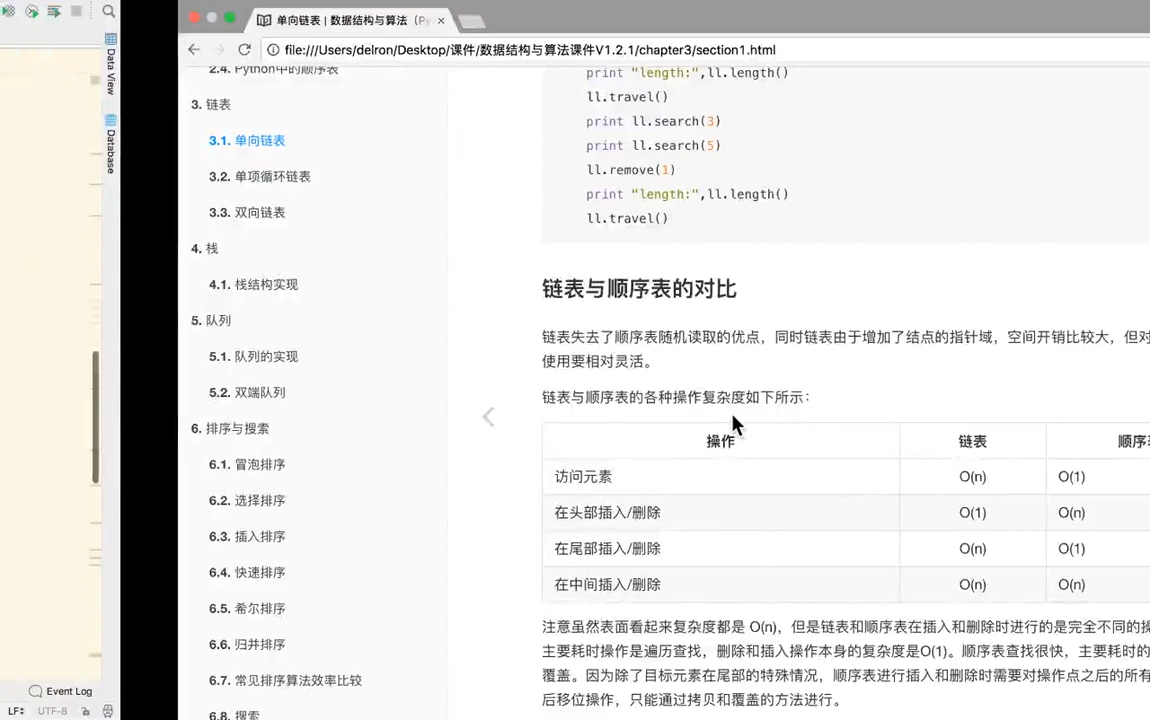 单向链表 | 数据结构与算法（Py
file:///Users/delron/Desktop/课件/数据结构与算法课件V1.2.1/chapter3/section1.html
Data View
Database
2.4. Python中的顺序表
3. 链表
3.1. 单向链表
3.2. 单项循环链表
3.3. 双向链表
4. 栈
4.1. 栈结构实现
5. 队列
5.1. 队列的实现
5.2. 双端队列
6. 排序与搜索
6.1. 冒泡排序
6.2. 选择排序
6.3. 插入排序
6.4. 快速排序
6.5. 希尔排序
6.6. 归并排序
6.7. 常见排序算法效率比较
6.8. 搜索
print "length:",ll.length()
ll.travel()
print ll.search(3)
print ll.search(5)
ll.remove(1)
print "length:",ll.length()
ll.travel()
链表与顺序表的对比
链表失去了顺序表随机读取的优点，同时链表由于增加了结点的指针域，空间开销比较大，但对
使用要相对灵活。
链表与顺序表的各种操作复杂度如下所示：
操作 链表 顺序
访问元素 O(n) O(1)
在头部插入/删除 O(1) O(n)
在尾部插入/删除 O(n) O(1)
在中间插入/删除 O(n) O(n)
注意虽然表面看起来复杂度都是 O(n)，但是链表和顺序表在插入和删除时进行的是完全不同的
主要耗时操作是遍历查找，删除和插入操作本身的复杂度是O(1)。顺序表查找很快，主要耗时的
覆盖。因为除了目标元素在尾部的特殊情况，顺序表进行插入和删除时需要对操作点之后的所有
后移位操作，只能通过拷贝和覆盖的方法进行。
Event Log
LF UTF-8